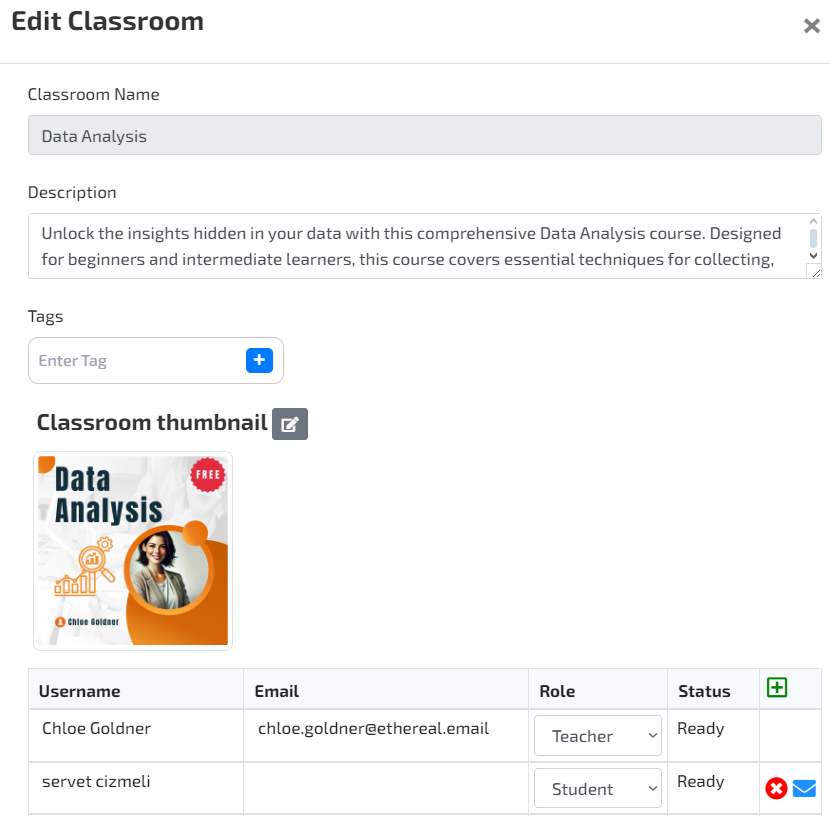 Edit Classroom
Classroom Name
Data Analysis
Description
Unlock the insights hidden in your data with this comprehensive Data Analysis course. Designed
for beginners and intermediate learners, this course covers essential techniques for collecting,
Tags
Enter Tag
Classroom thumbnail
Data
Analysis
FREE
Chloe Goldner
Username Email Role Status
Chloe Goldner chloe.goldner@ethereal.email Teacher Ready
servet cizmeli Student Ready